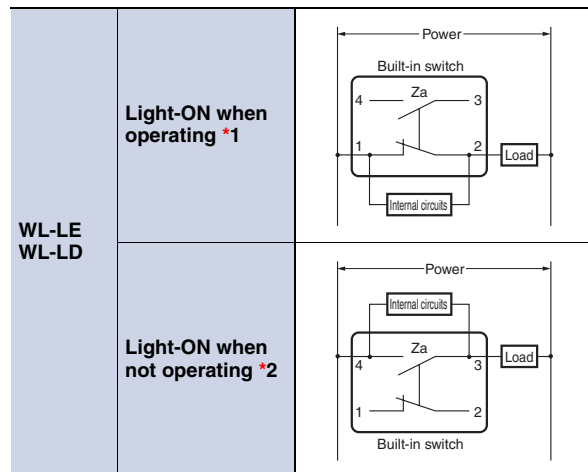 WL-LE
WL-LD
Light-ON when
operating *1
Power
Built-in switch
4 Za 3
1 2 Load
Internal circuits
Light-ON when
not operating *2
Power
Internal circuits
4 Za 3 Load
1 2
Built-in switch